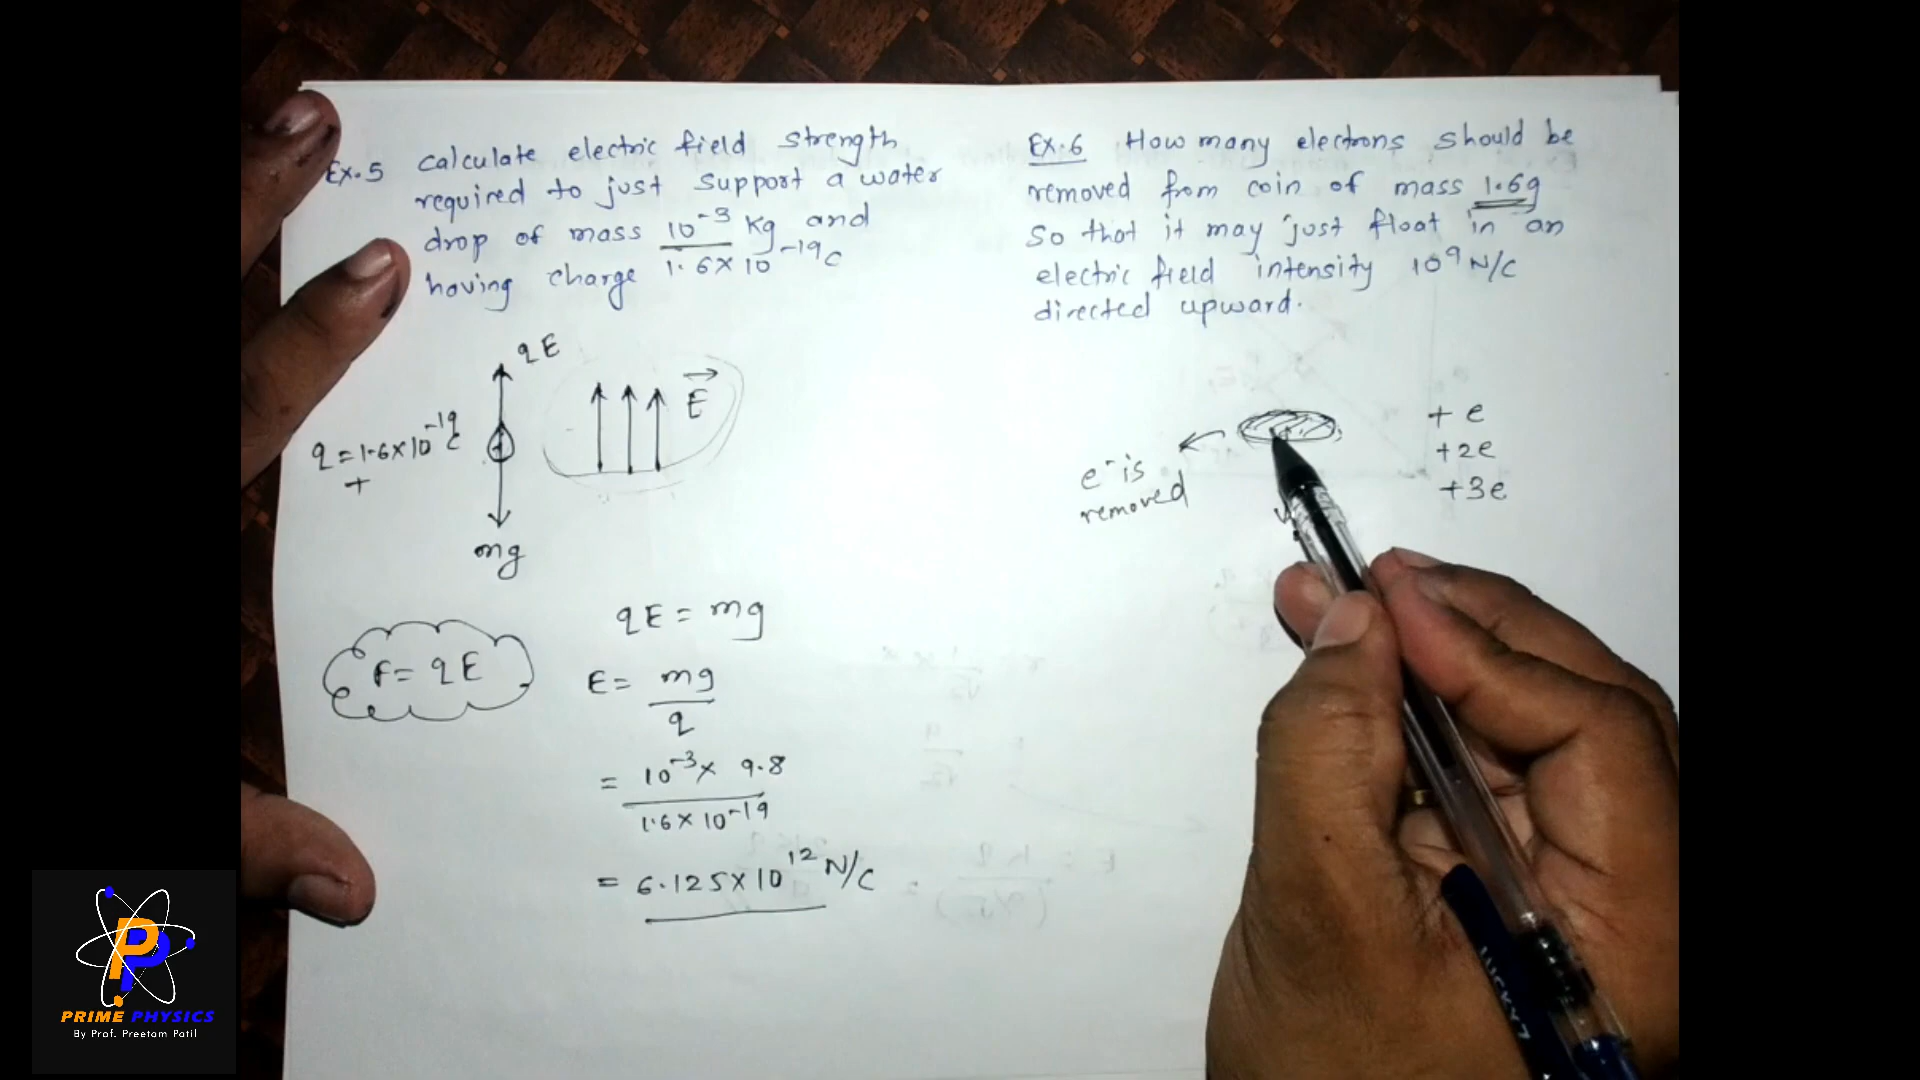 Ex.5 Calculate electric field strength
required to just support a water
drop of mass 10⁻³ Kg and
having charge 1.6×10⁻¹⁹C
qE
E
q=1.6×10⁻¹⁹C
+
mg
F= qE
qE = mg
E= mg
q
= 10⁻³× 9.8
1.6×10⁻¹⁹
= 6.125×10¹² N/C
Ex.6 How many electrons should be
removed from coin of mass 1.6g
So that it may just float in an
electric field intensity 10⁹ N/C
directed upward.
+ e
+2e
+3e
e⁻ is
removed
LUCKY7
PRIME PHYSICS
By Prof. Preetam Patil